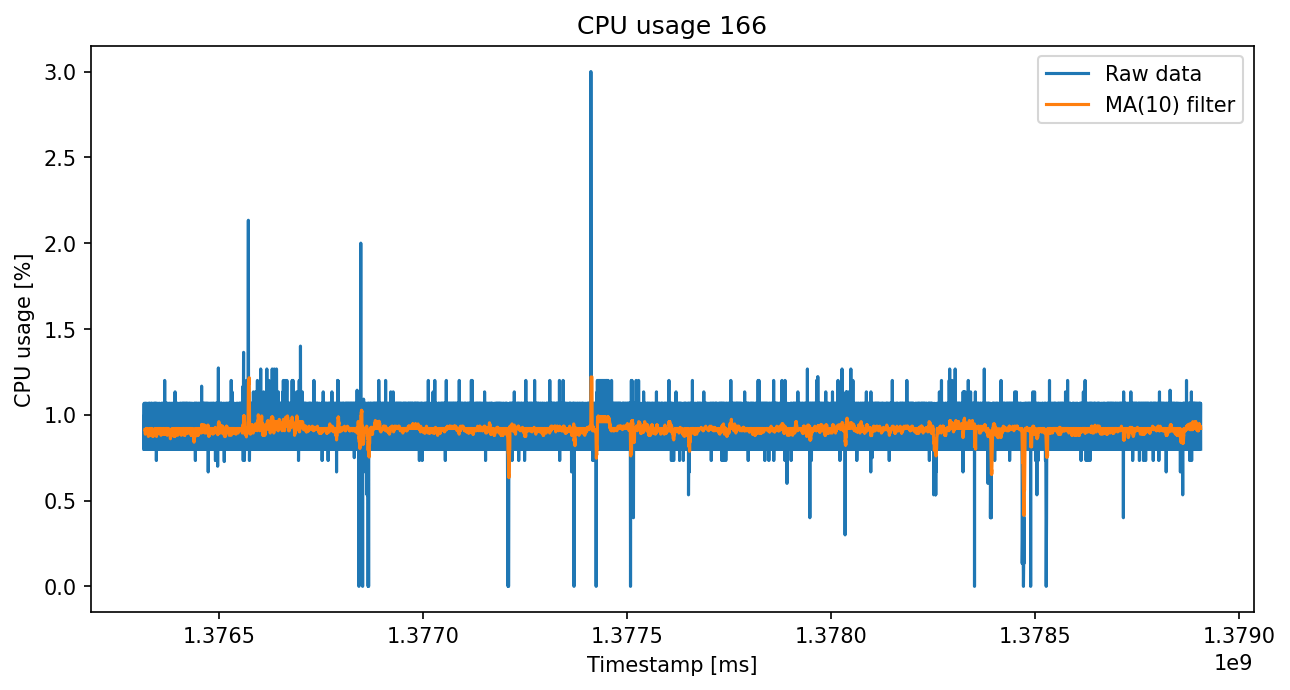 CPU usage 166
Raw data
MA(10) filter
CPU usage [%]
3.0
2.5
2.0
1.5
1.0
0.5
0.0
1.3765 1.3770 1.3775 1.3780 1.3785 1.3790
1e9
Timestamp [ms]